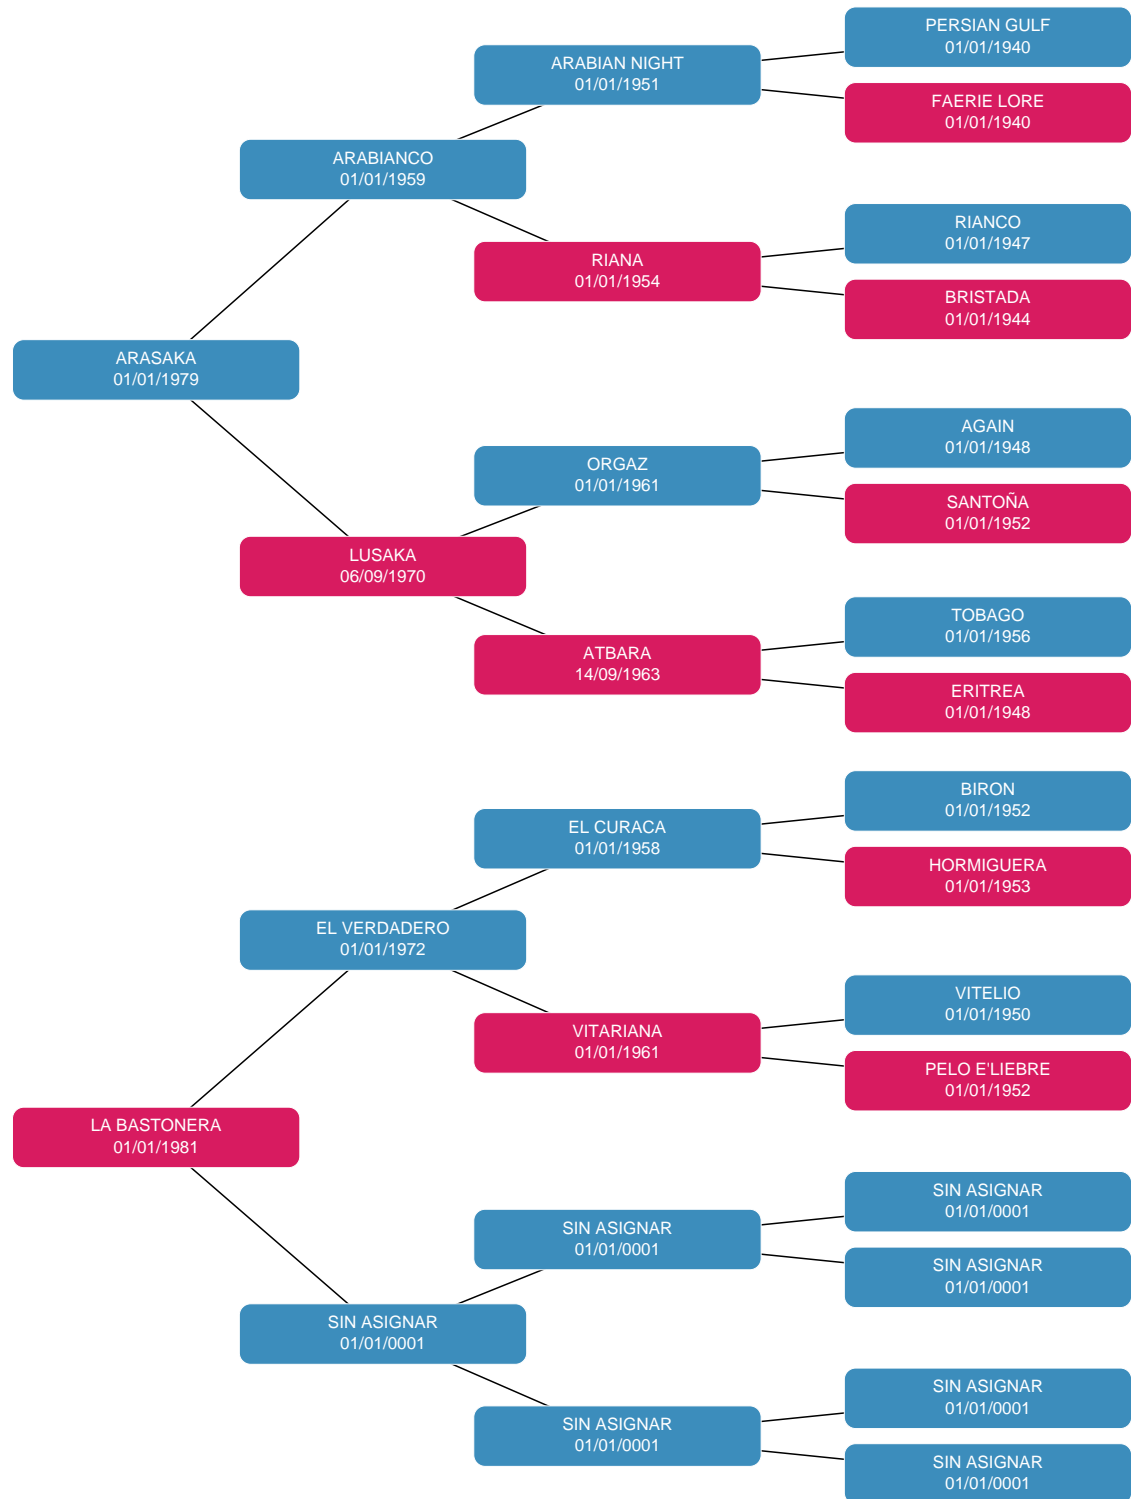 PERSIAN GULF
01/01/1940
ARABIAN NIGHT
01/01/1951
FAERIE LORE
01/01/1940
ARABIANCO
01/01/1959
RIANCO
01/01/1947
RIANA
01/01/1954
BRISTADA
01/01/1944
ARASAKA
01/01/1979
AGAIN
01/01/1948
ORGAZ
01/01/1961
SANTOÑA
01/01/1952
LUSAKA
06/09/1970
TOBAGO
01/01/1956
ATBARA
14/09/1963
ERITREA
01/01/1948
BIRON
01/01/1952
EL CURACA
01/01/1958
HORMIGUERA
01/01/1953
EL VERDADERO
01/01/1972
VITELIO
01/01/1950
VITARIANA
01/01/1961
PELO E'LIEBRE
01/01/1952
LA BASTONERA
01/01/1981
SIN ASIGNAR
01/01/0001
SIN ASIGNAR
01/01/0001
SIN ASIGNAR
01/01/0001
SIN ASIGNAR
01/01/0001
SIN ASIGNAR
01/01/0001
SIN ASIGNAR
01/01/0001
SIN ASIGNAR
01/01/0001